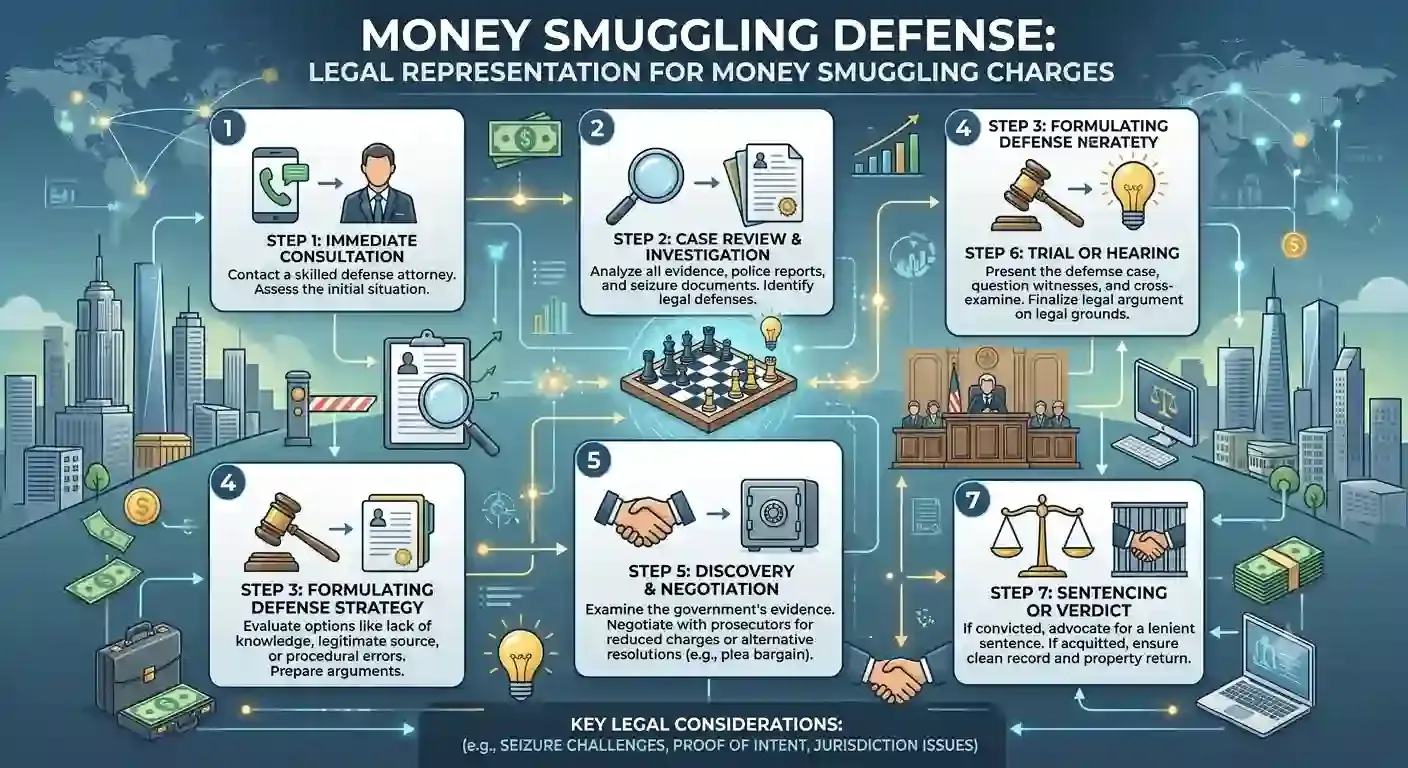 MONEY SMUGGLING DEFENSE:
LEGAL REPRESENTATION FOR MONEY SMUGGLING CHARGES
1
STEP 1: IMMEDIATE
CONSULTATION
Contact a skilled defense attorney.
Assess the initial situation.
2
STEP 2: CASE REVIEW &
INVESTIGATION
Analyze all evidence, police reports,
and seizure documents. Identify
legal defenses.
4
STEP 3: FORMULATING
DEFENSE NERATETY
STEP 6: TRIAL OR HEARING
Present the defense case,
question witnesses, and cross-
examine. Finalize legal argument
on legal grounds.
4
STEP 3: FORMULATING
DEFENSE STRATEGY
Evaluate options like lack of
knowledge, legitimate source,
or procedural errors.
Prepare arguments.
5
STEP 5: DISCOVERY
& NEGOTIATION
Examine the government's evidence.
Negotiate with prosecutors for
reduced charges or alternative
resolutions (e.g., plea bargain).
7
STEP 7: SENTENCING
OR VERDICT
If convicted, advocate for a lenient
sentence. If acquitted, ensure
clean record and property return.
KEY LEGAL CONSIDERATIONS:
(e.g., SEIZURE CHALLENGES, PROOF OF INTENT, JURISDICTION ISSUES)